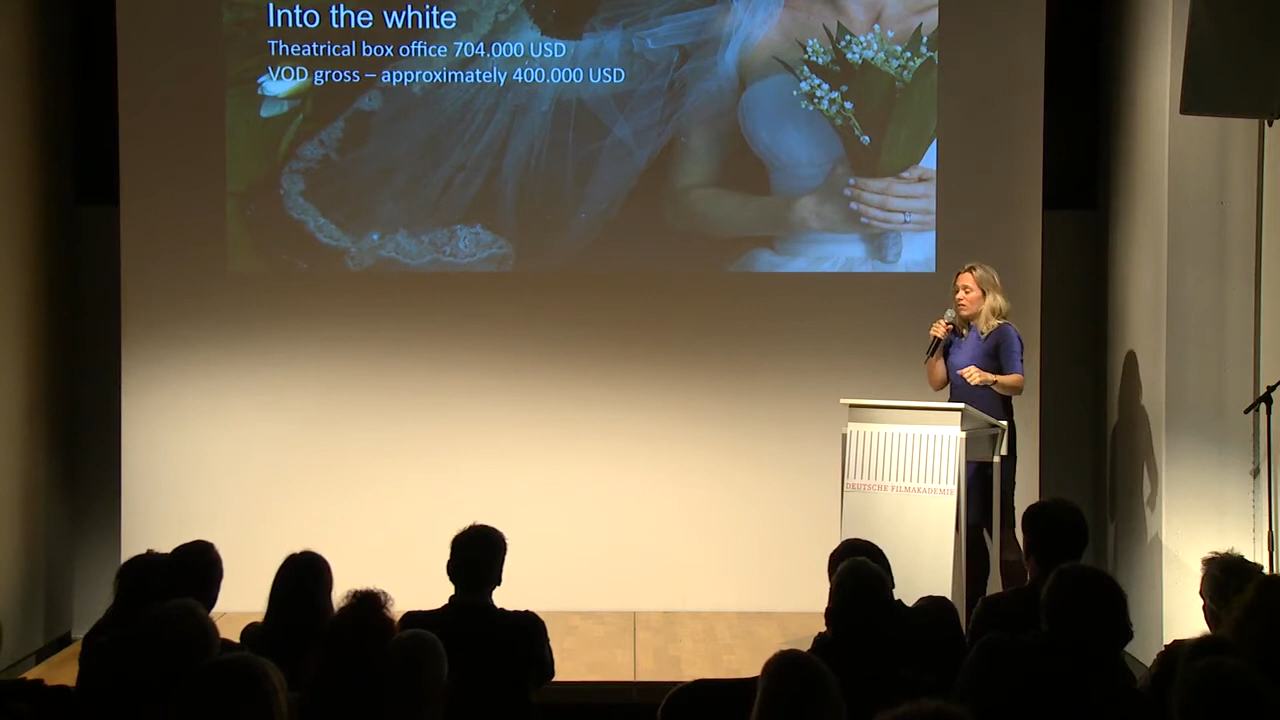 Into the white
Theatrical box office 704.000 USD
VOD gross – approximately 400.000 USD
DEUTSCHE FILMAKADEMIE